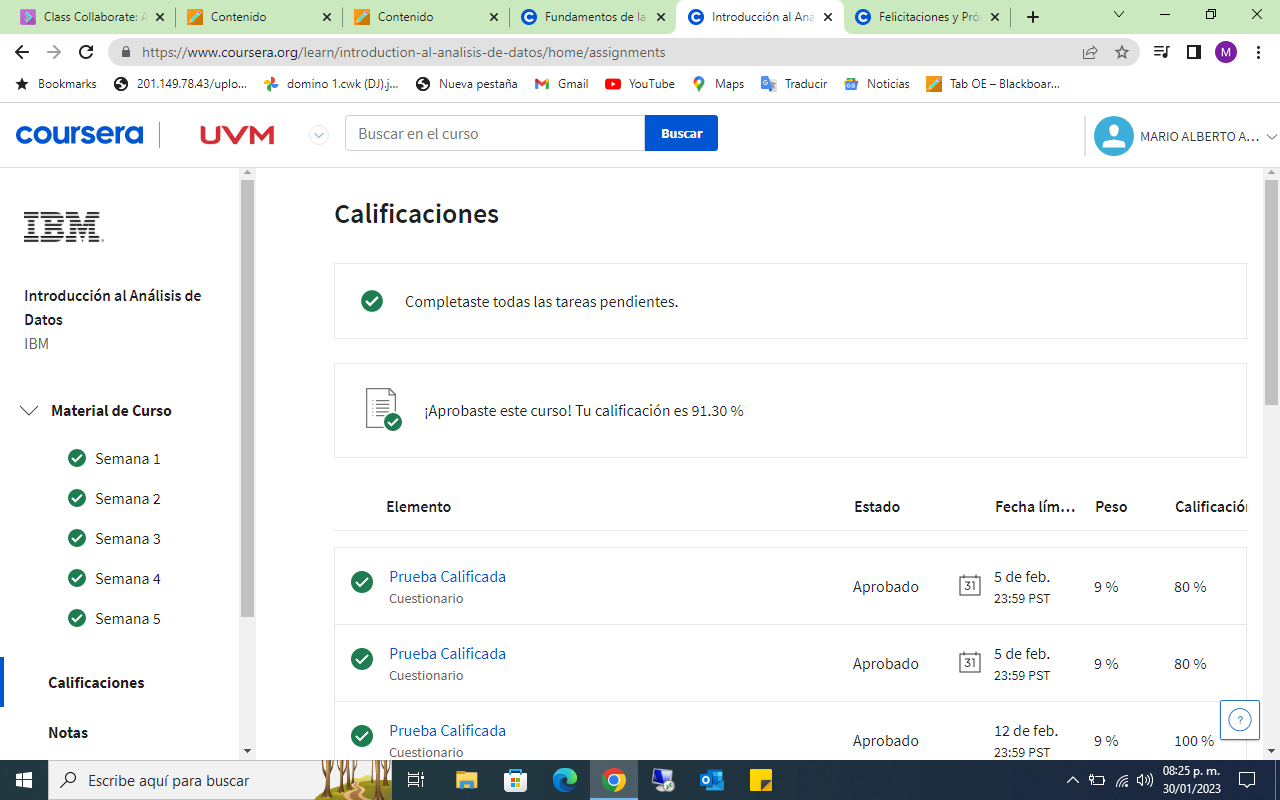 Class Collaborate: A
Contenido
Contenido
Fundamentos de la
Introducción al Aná
Felicitaciones y Pró
https://www.coursera.org/learn/introduction-al-analisis-de-datos/home/assignments
M
Bookmarks
201.149.78.43/uplo...
domino 1.cwk (DJ).j...
Nueva pestaña
Gmail
YouTube
Maps
Traducir
Noticias
Tab OE – Blackboar...
coursera
UVM
Buscar en el curso
Buscar
MARIO ALBERTO A...
IBM
Introducción al Análisis de
Datos
IBM
Material de Curso
Semana 1
Semana 2
Semana 3
Semana 4
Semana 5
Calificaciones
Notas
Calificaciones
Completaste todas las tareas pendientes.
¡Aprobaste este curso! Tu calificación es 91.30 %
Elemento Estado Fecha lím... Peso Calificación
Prueba Calificada
Cuestionario
Aprobado
31
5 de feb.
23:59 PST
9 %
80 %
Prueba Calificada
Cuestionario
Aprobado
31
5 de feb.
23:59 PST
9 %
80 %
Prueba Calificada
Cuestionario
Aprobado
12 de feb.
23:59 PST
9 %
100 %
?
Escribe aquí para buscar
08:25 p. m.
30/01/2023